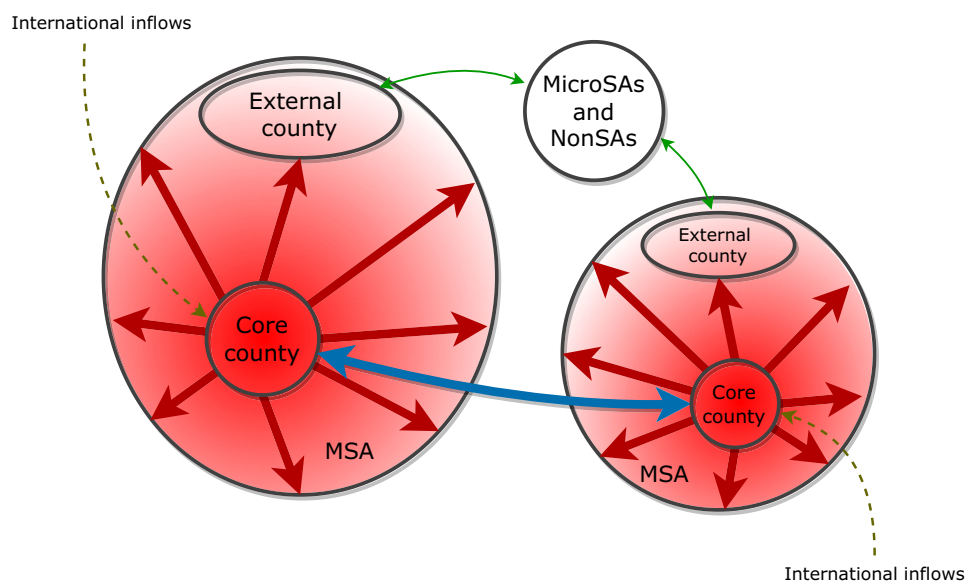 International inflows
External
county
MicroSAs
and
NonSAs
External
county
Core
county
Core
county
MSA
MSA
International inflows